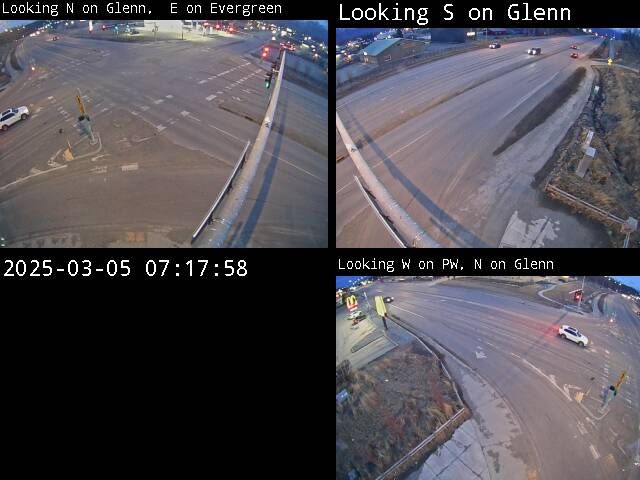 Looking N on Glenn, E on Evergreen
Looking S on Glenn
2025-03-05 07:17:58
Looking W on PW, N on Glenn